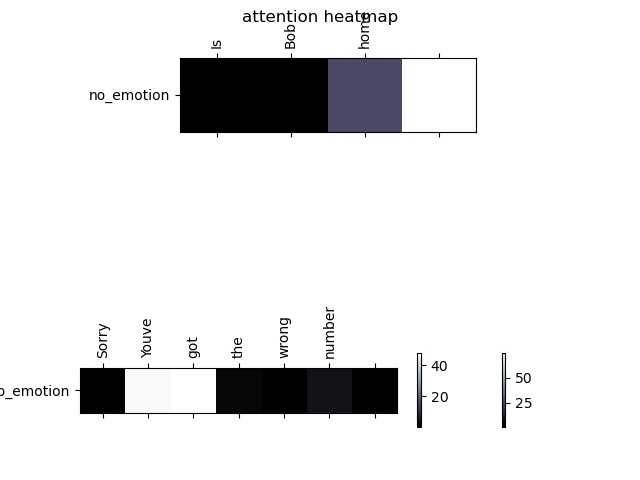 attention heatmap
Is Bob home
no_emotion
Sorry Youve got the wrong number
o_emotion
40
20
50
25